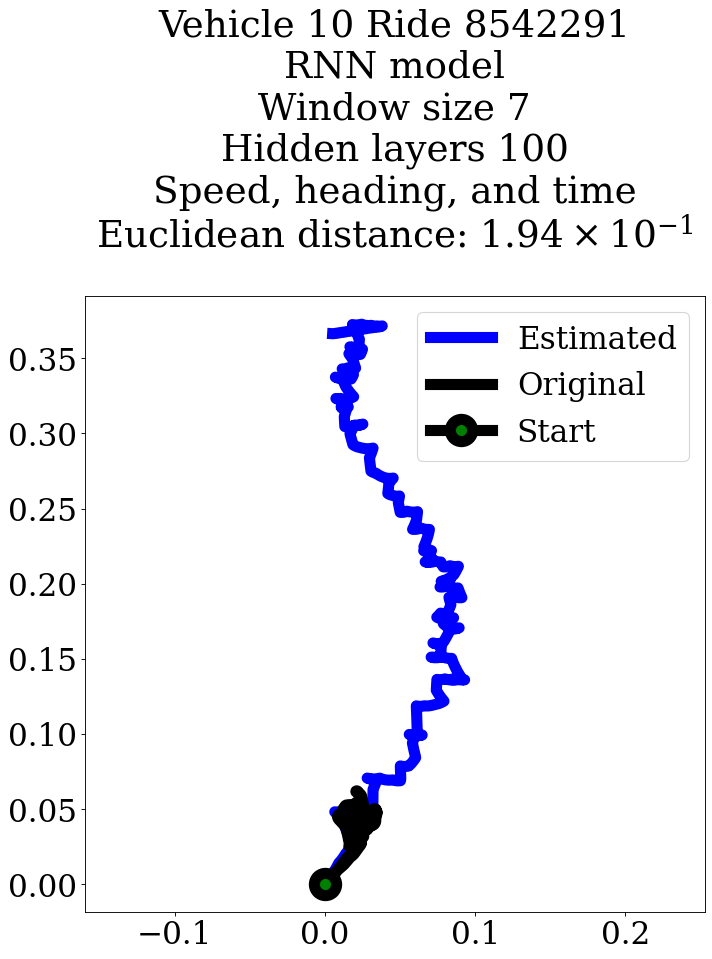 Vehicle 10 Ride 8542291
RNN model
Window size 7
Hidden layers 100
Speed, heading, and time
Euclidean distance: 1.94 × 10⁻¹
Estimated
Original
Start
0.35
0.30
0.25
0.20
0.15
0.10
0.05
0.00
−0.1 0.0 0.1 0.2